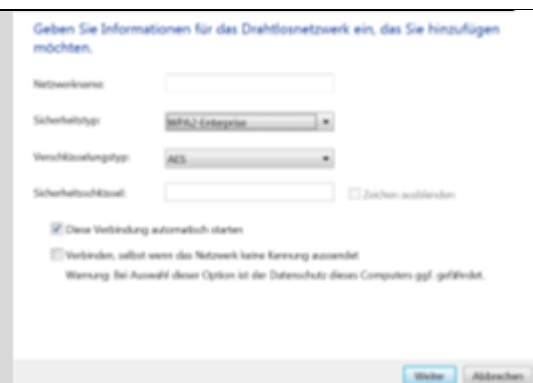 Geben Sie Informationen für das Drahtlosnetzwerk ein, das Sie hinzufügen
möchten.
Netzwerkname:
Sicherheitstyp:
WPA2-Enterprise
Verschlüsselungstyp:
AES
Sicherheitsschlüssel:
Zeichen ausblenden
Diese Verbindung automatisch starten
Verbinden, selbst wenn das Netzwerk keine Kennung aussendet
Warnung: Bei Auswahl dieser Option ist der Datenschutz dieses Computers ggf. gefährdet.
Weiter
Abbrechen